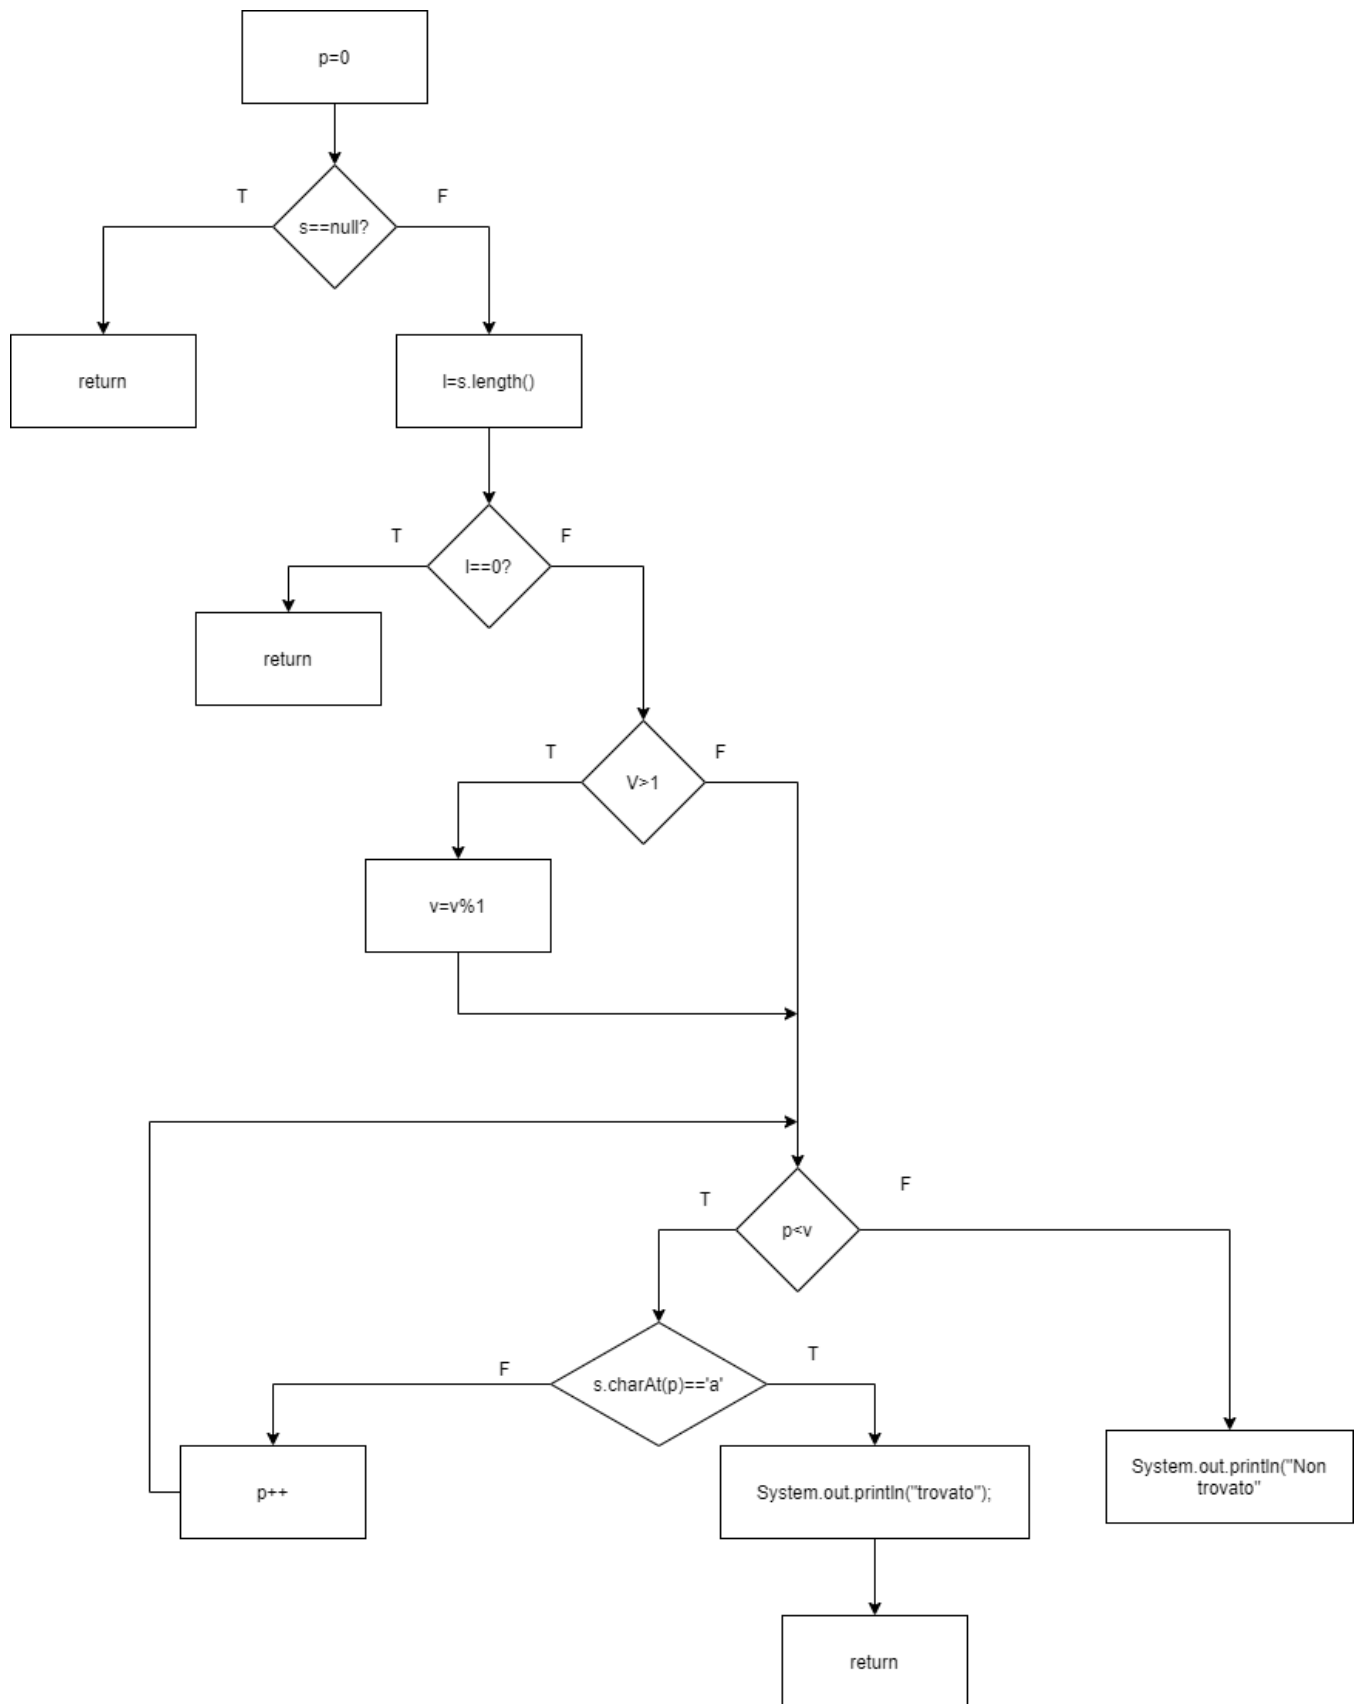 p=0
T
F
s==null?
return
l=s.length()
T
F
l==0?
return
T
F
V>1
v=v%1
T
F
p<v
F
T
s.charAt(p)=='a'
p++
System.out.println("trovato");
System.out.println("Non
trovato"
return